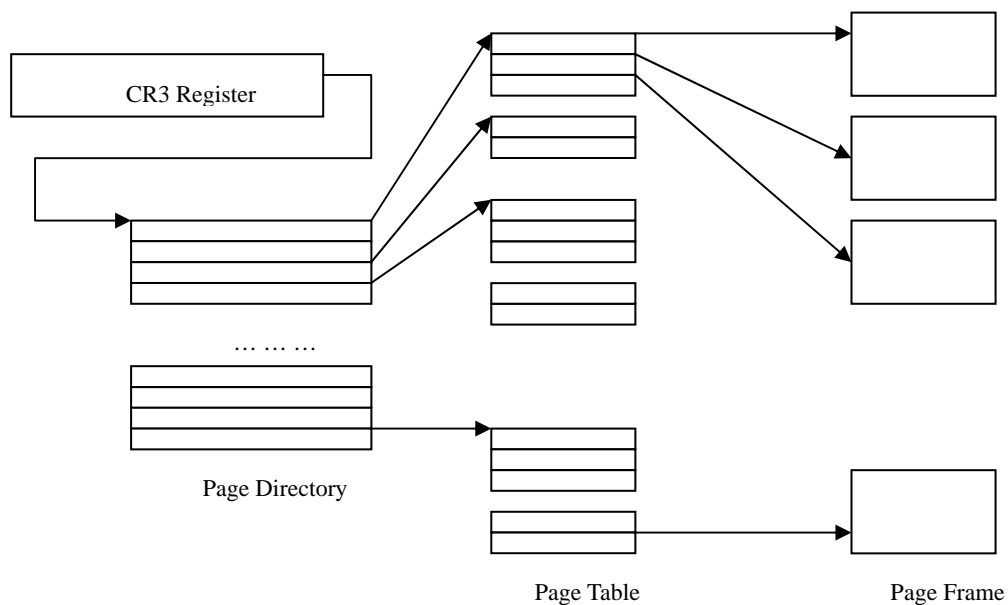 CR3 Register
… … …
Page Directory
Page Table
Page Frame